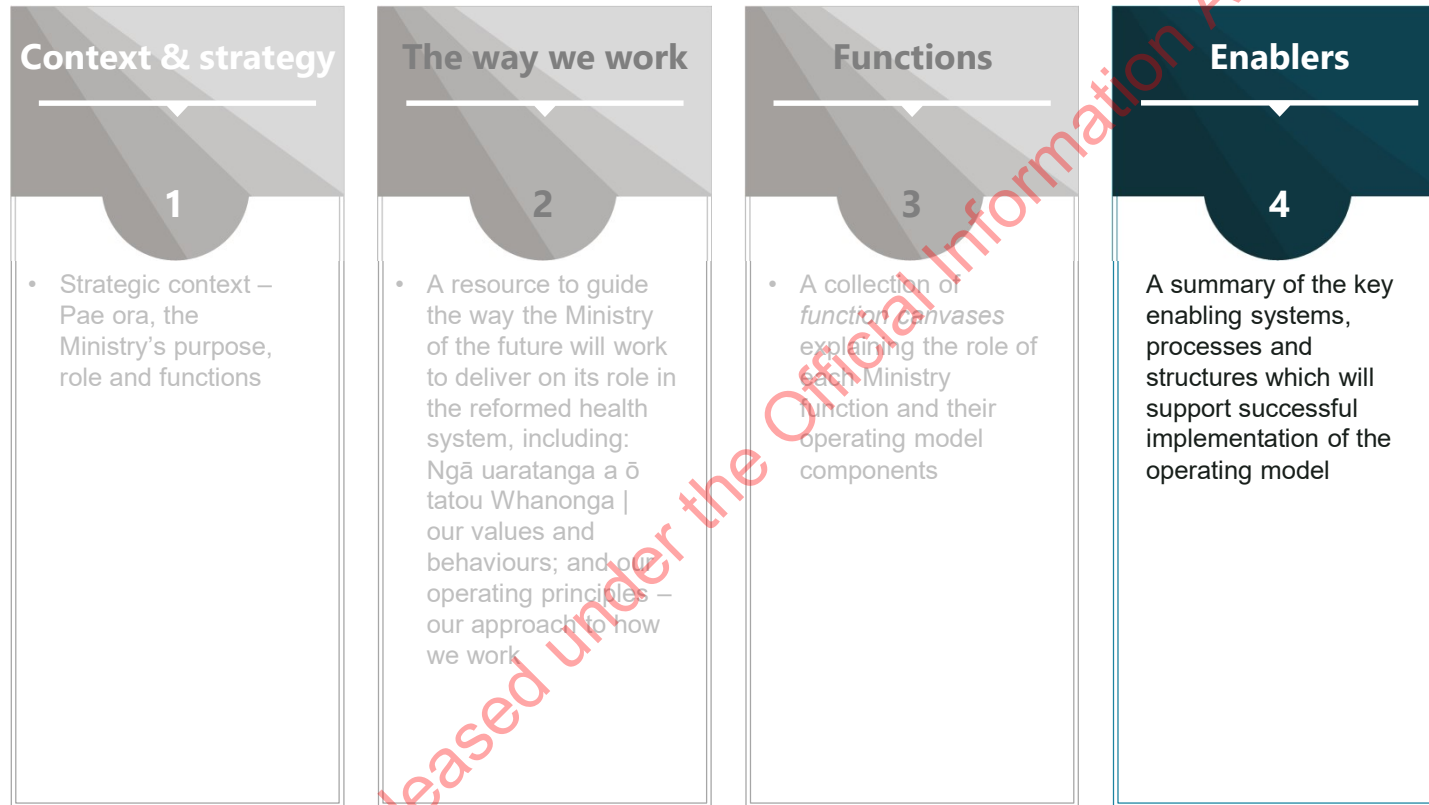 Context & strategy
1
• Strategic context –
Pae ora, the
Ministry's purpose,
role and functions
The way we work
2
• A resource to guide
the way the Ministry
of the future will work
to deliver on its role in
the reformed health
system, including:
Ngā uaratanga a ō
tatou Whanonga |
our values and
behaviours; and our
operating principles –
our approach to how
we work
Functions
3
• A collection of
function canvases
explaining the role of
each Ministry
function and their
operating model
components
Enablers
4
A summary of the key
enabling systems,
processes and
structures which will
support successful
implementation of the
operating model
eased under the Official Information A